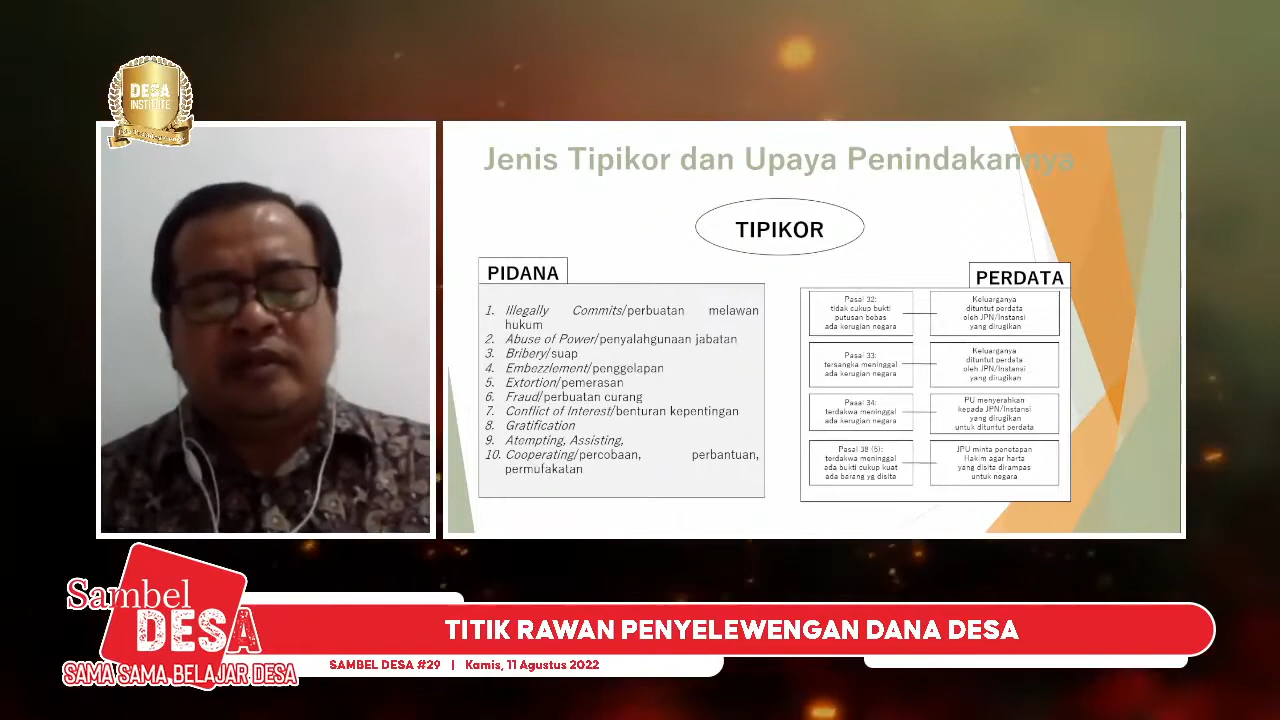 DESA
INSTITUTE
Jenis Tipikor dan Upaya Penindakannya
TIPIKOR
PIDANA
1. Illegally Commits/perbuatan melawan
hukum
2. Abuse of Power/penyalahgunaan jabatan
3. Bribery/suap
4. Embezzlement/penggelapan
5. Extortion/pemerasan
6. Fraud/perbuatan curang
7. Conflict of Interest/benturan kepentingan
8. Gratification
9. Atempting, Assisting,
10. Cooperating/percobaan, perbantuan,
permufakatan
PERDATA
Pasal 32:
tidak cukup bukti
putusan bebas
ada kerugian negara
Keluarganya
dituntut perdata
oleh JPN/Instansi
yang dirugikan
Pasal 33:
tersangka meninggal
ada kerugian negara
Keluarganya
dituntut perdata
oleh JPN/Instansi
yang dirugikan
Pasal 34:
terdakwa meninggal
ada kerugian negara
PU menyerahkan
kepada JPN/Instansi
yang dirugikan
untuk dituntut perdata
Pasal 38 (5):
terdakwa meninggal
ada bukti cukup kuat
ada barang yg disita
JPU minta penetapan
Hakim agar harta
yang disita dirampas
untuk negara
Sambel
DESA
SAMA SAMA BELAJAR DESA
TITIK RAWAN PENYELEWENGAN DANA DESA
SAMBEL DESA #29 | Kamis, 11 Agustus 2022